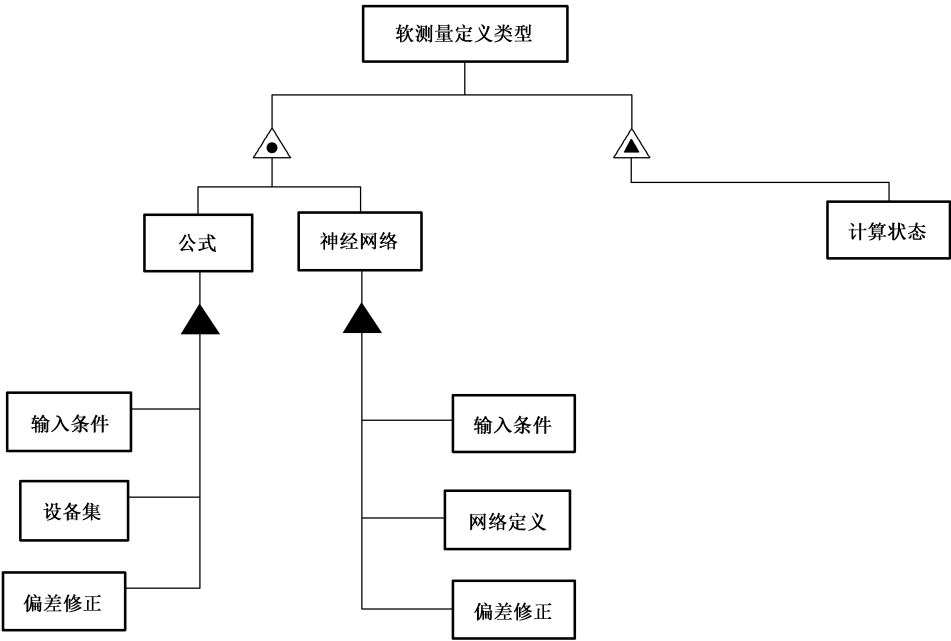 软测量定义类型
公式
神经网络
计算状态
输入条件
设备集
偏差修正
输入条件
网络定义
偏差修正